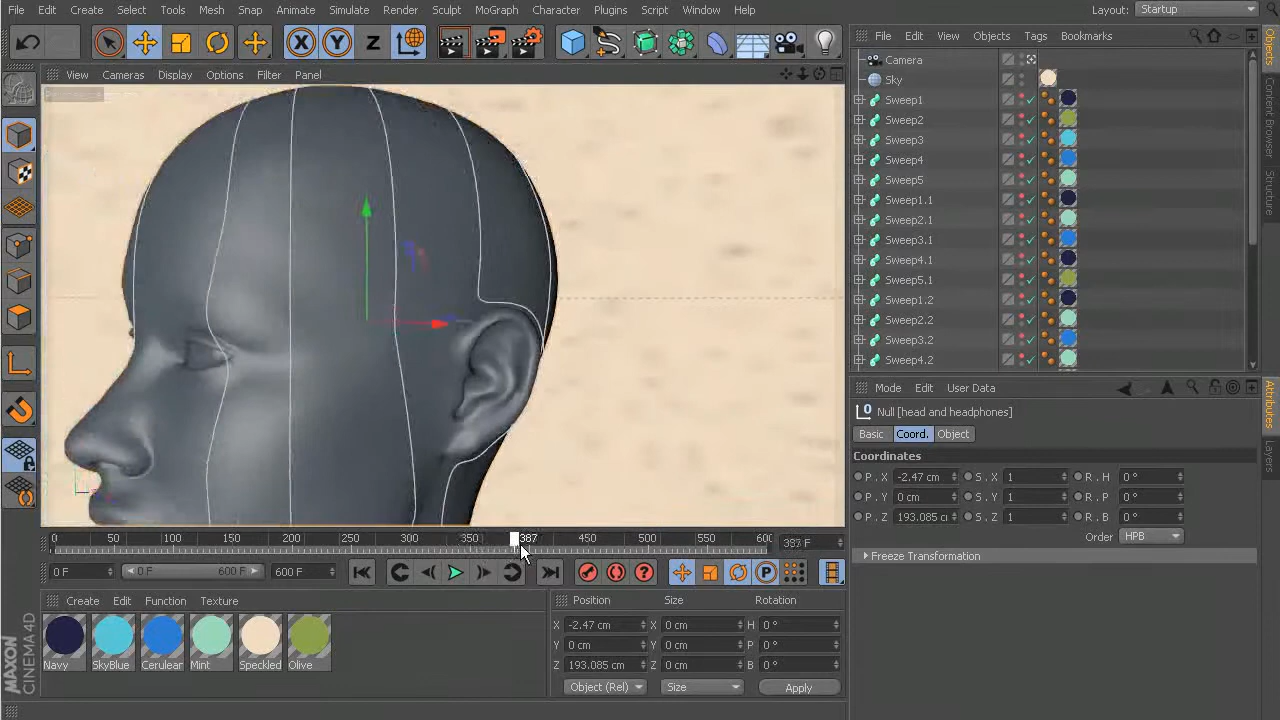 File Edit Create Select Tools Mesh Snap Animate Simulate Render Sculpt MoGraph Character Plugins Script Window Help
Layout: Startup
X Y Z
View Cameras Display Options Filter Panel
File Edit View Objects Tags Bookmarks
Camera
Sky
Sweep1
Sweep2
Sweep3
Sweep4
Sweep5
Sweep1.1
Sweep2.1
Sweep3.1
Sweep4.1
Sweep5.1
Sweep1.2
Sweep2.2
Sweep3.2
Sweep4.2
Objects
Content Browser
Structure
Mode Edit User Data
Null [head and headphones]
Basic Coord. Object
Coordinates
P . X -2.47 cm S . X 1 R . H 0 °
P . Y 0 cm S . Y 1 R . P 0 °
P . Z 193.085 S . Z 1 R . B 0 °
Order HPB
Freeze Transformation
Attributes
Layers
0 50 100 150 200 250 300 350 387 450 500 550
0 F 0 F 600 F 600 F
Create Edit Function Texture
Navy SkyBlue Cerulean Mint Speckled Olive
Position Size Rotation
X -2.47 cm X 0 cm H 0 °
Y 0 cm Y 0 cm P 0 °
Z 193.085 cm Z 0 cm B 0 °
Object (Rel) Size Apply
MAXON
CINEMA 4D